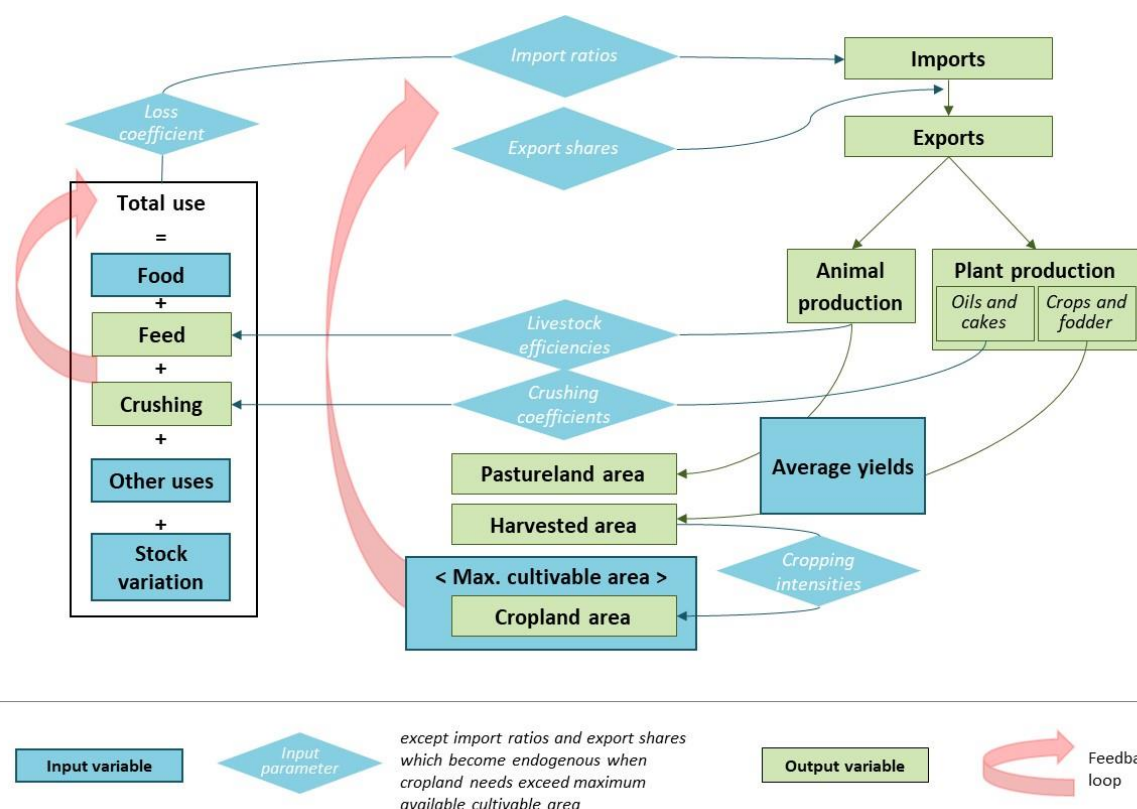 Import ratios
Imports
Loss
coefficient
Export shares
Exports
Total use
=
Food
+
Feed
+
Crushing
+
Other uses
+
Stock
variation
Animal
production
Plant production
Oils and
cakes
Crops and
fodder
Livestock
efficiencies
Crushing
coefficients
Average yields
Pastureland area
Harvested area
< Max. cultivable area >
Cropland area
Cropping
intensities
Input variable
Input
parameter
except import ratios and export shares
which become endogenous when
cropland needs exceed maximum
available cultivable area
Output variable
Feedba
loop